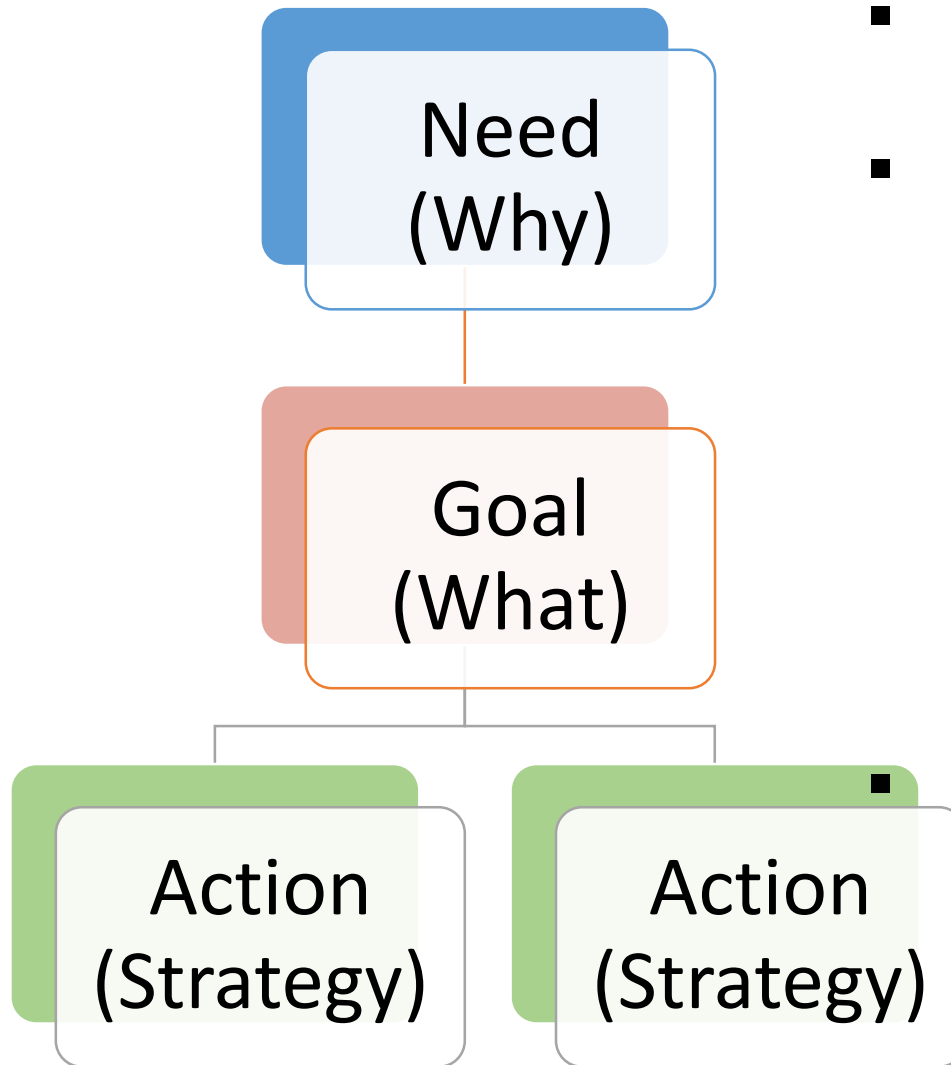 Need
(Why)
Goal
(What)
Action
(Strategy)
Action
(Strategy)